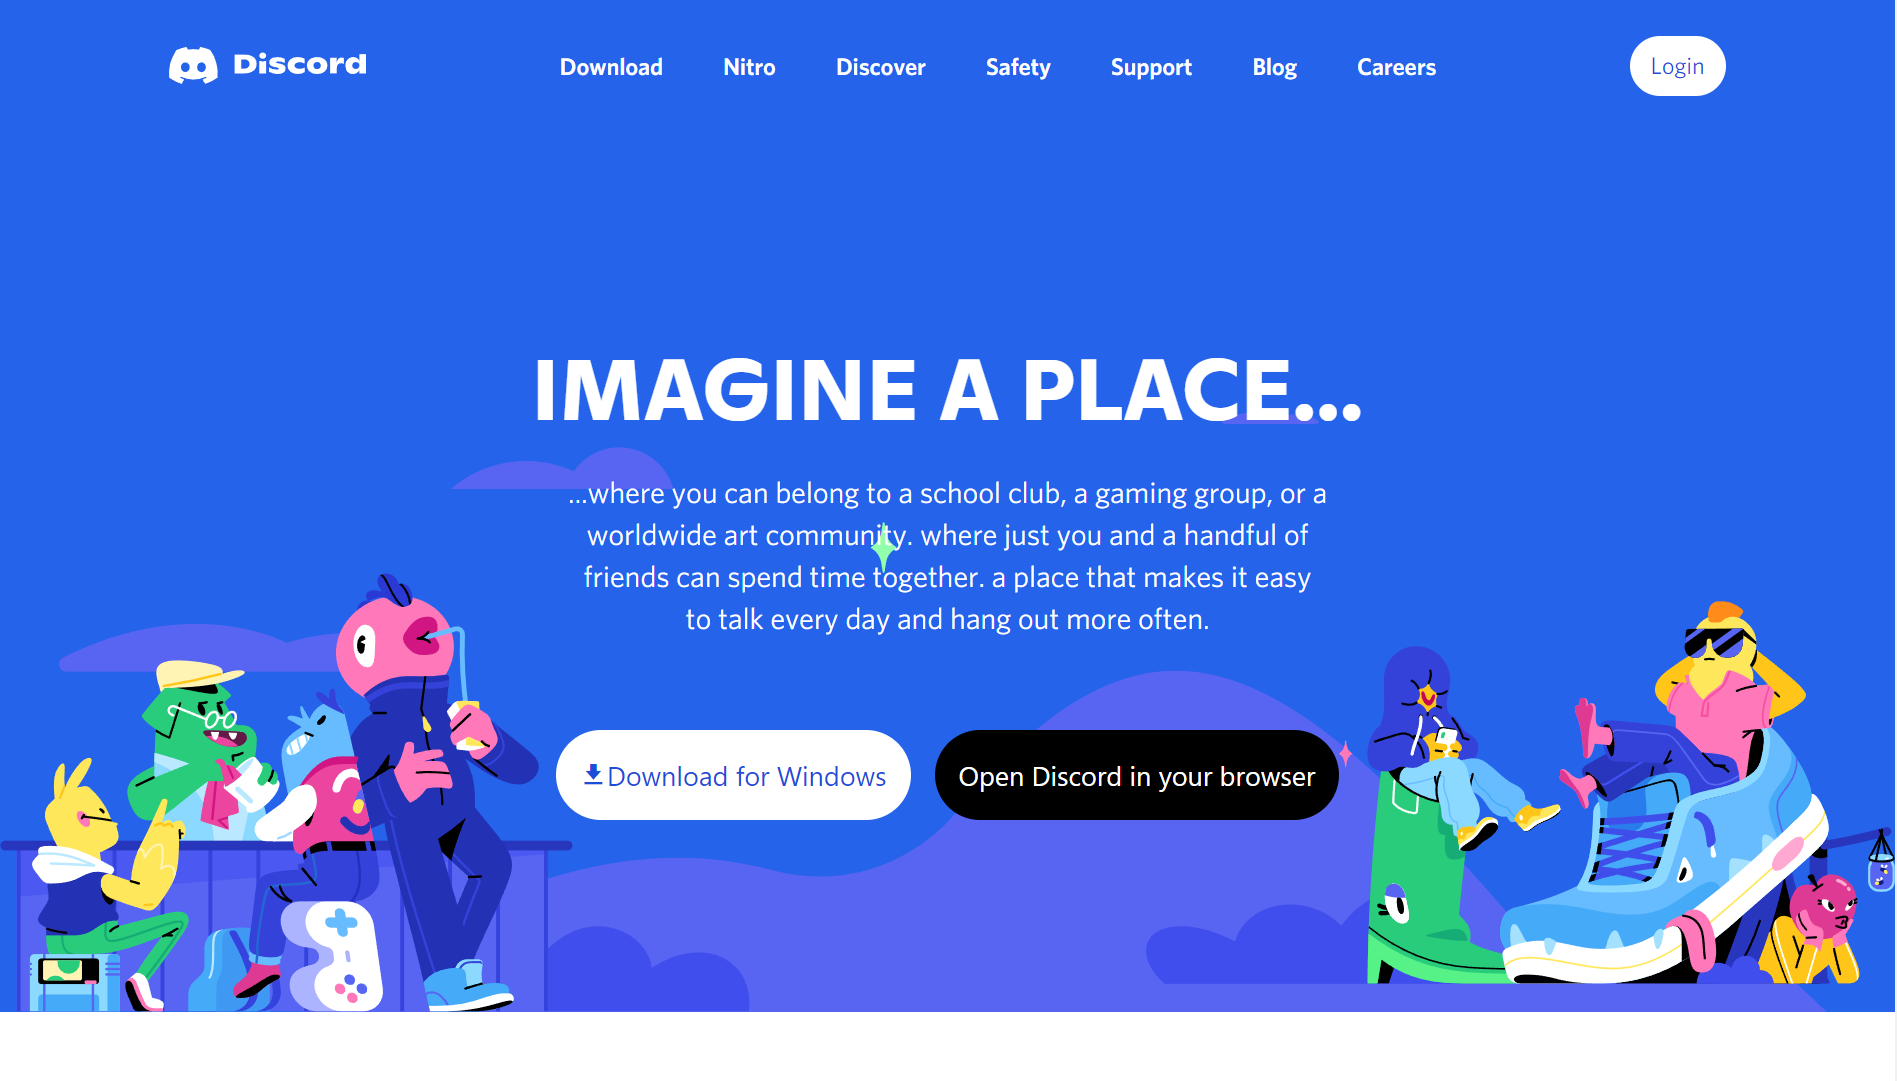 Discord
Download
Nitro
Discover
Safety
Support
Blog
Careers
Login
IMAGINE A PLACE...
...where you can belong to a school club, a gaming group, or a
worldwide art community. where just you and a handful of
friends can spend time together. a place that makes it easy
to talk every day and hang out more often.
Download for Windows
Open Discord in your browser